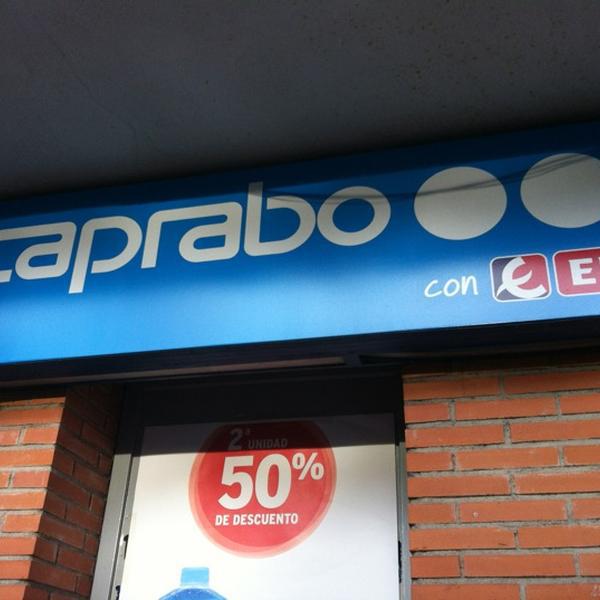 caprabo
con
2ª UNIDAD
50%
DE DESCUENTO